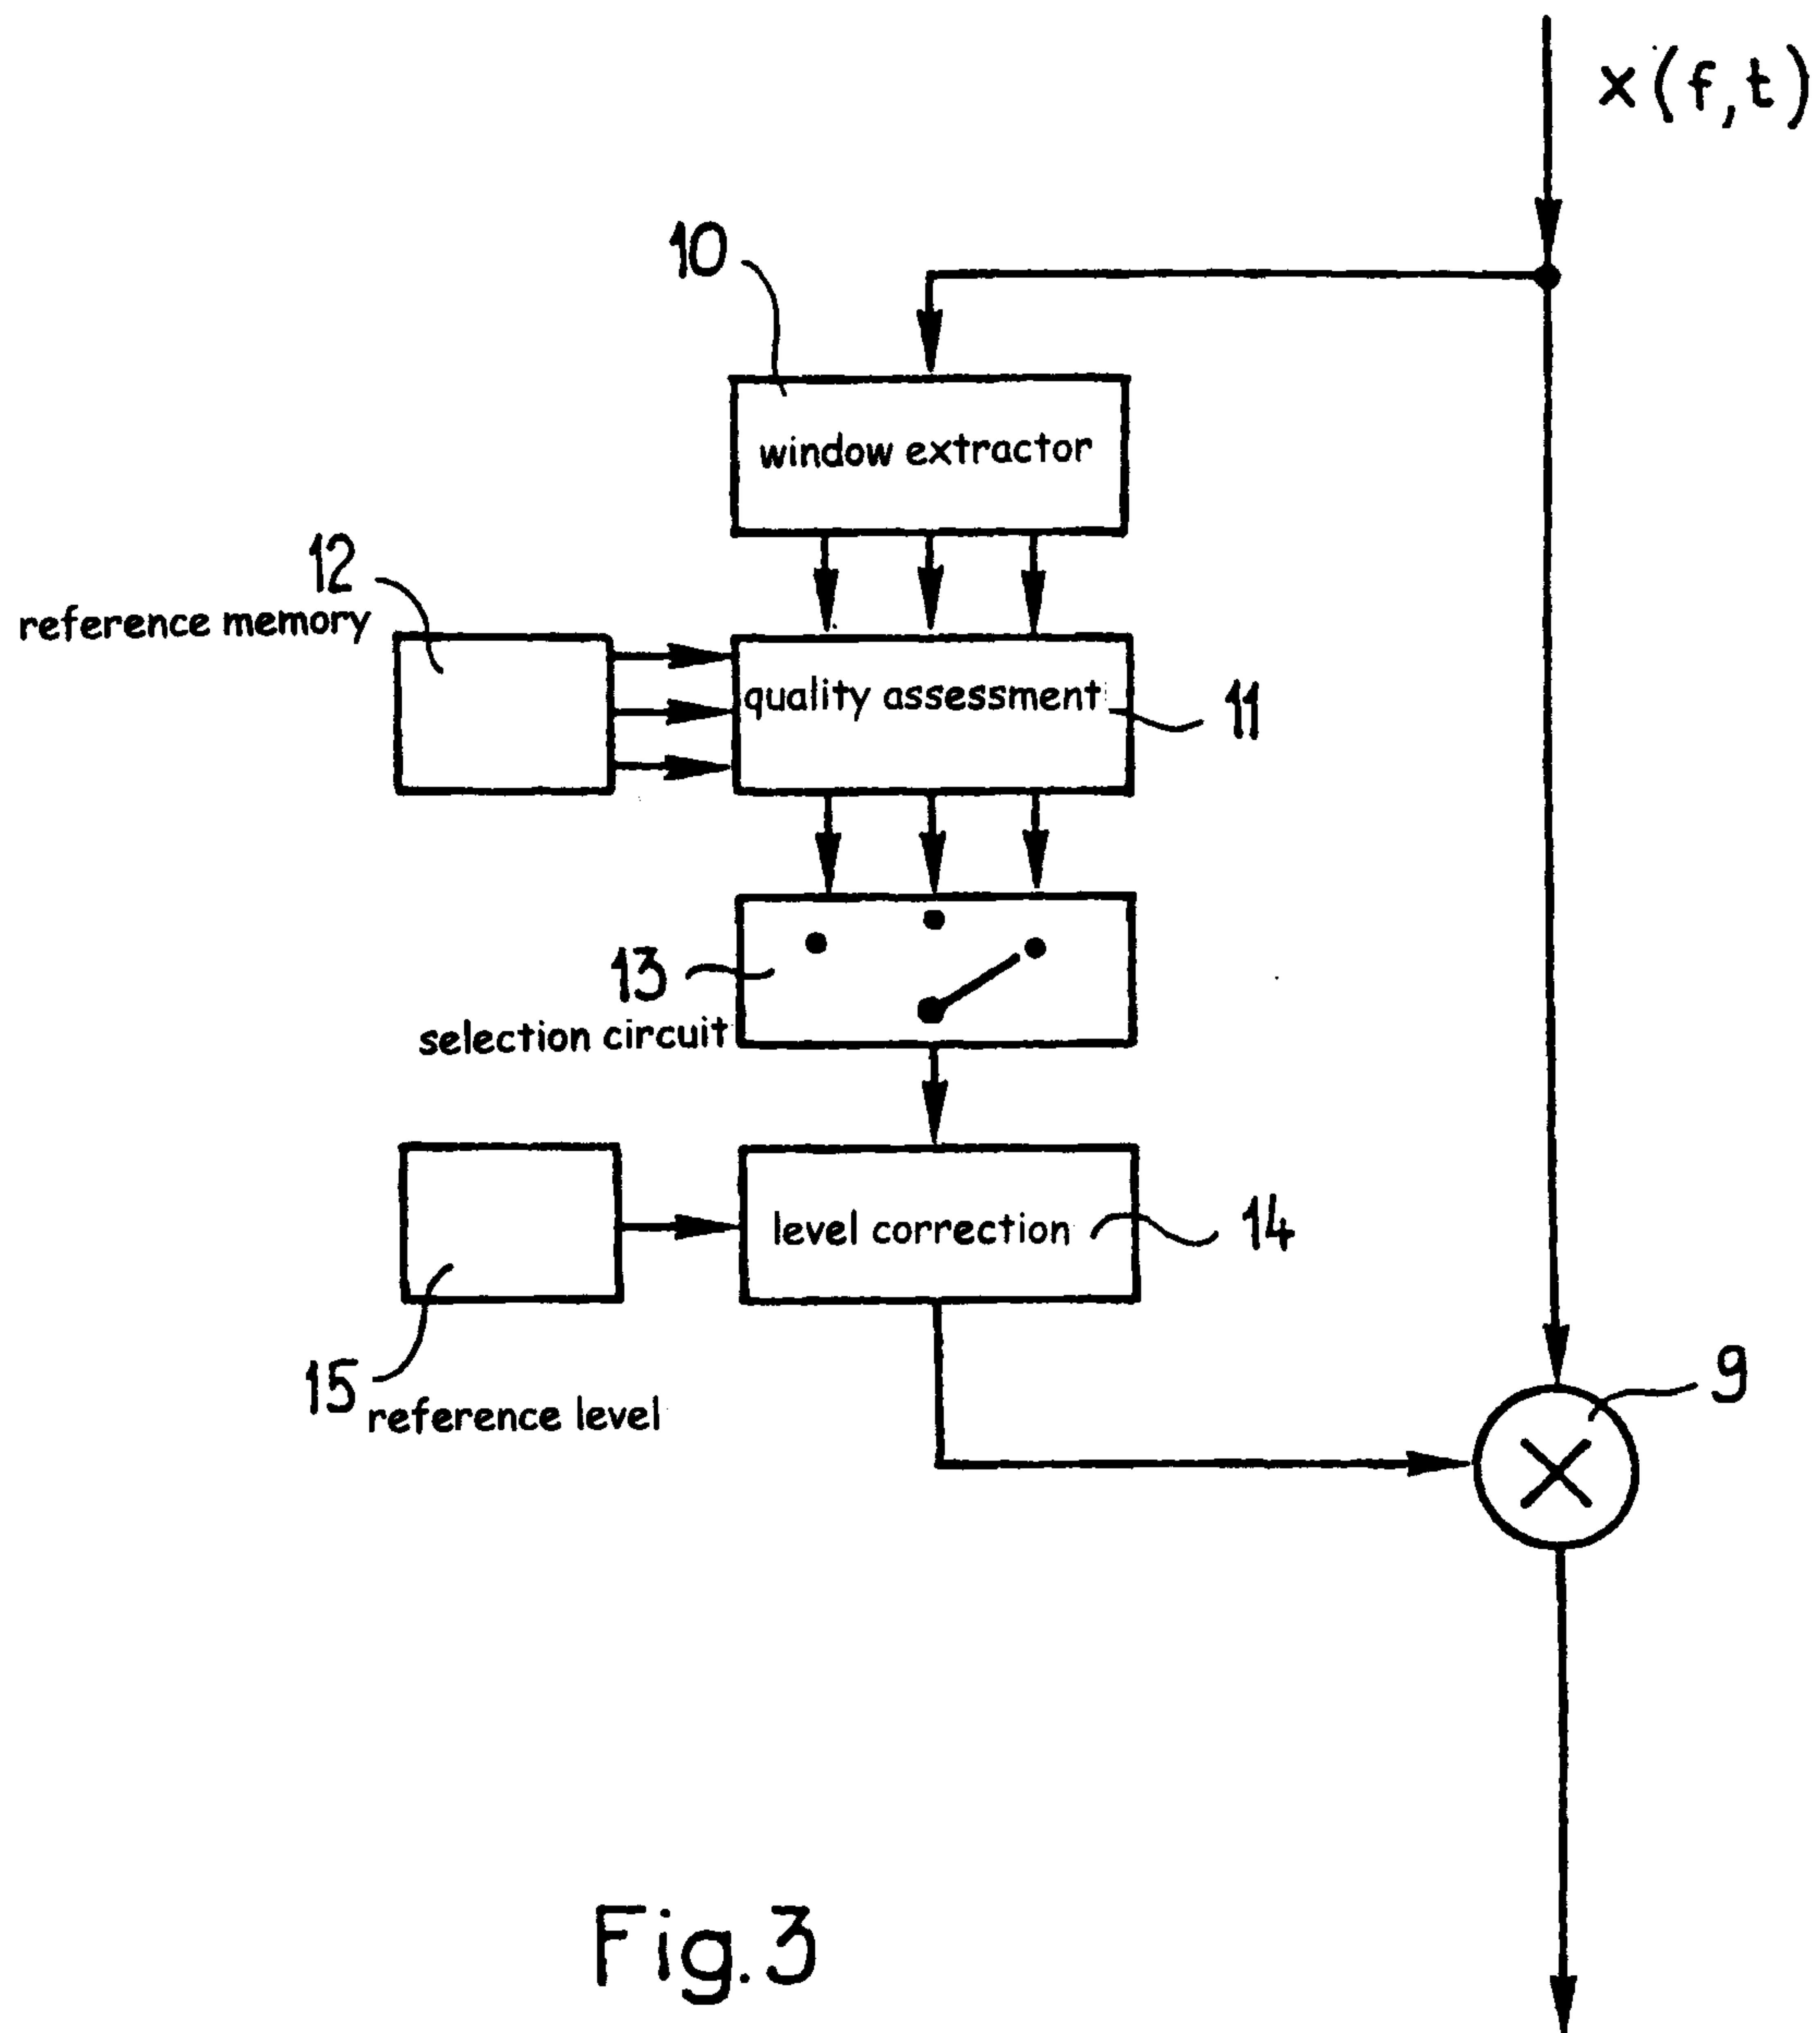 x(f,t)
10
window extractor
12
reference memory
quality assessment
11
13
selection circuit
level correction
14
15
reference level
9
Fig.3